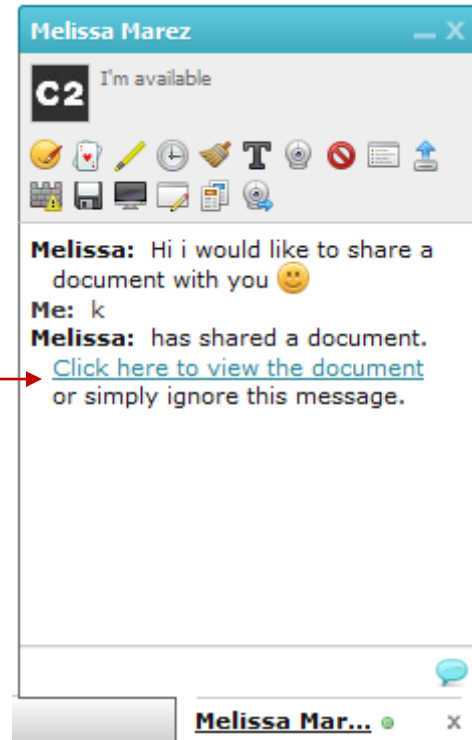 Melissa Marez
C2 I'm available
Melissa: Hi i would like to share a
document with you
Me: k
Melissa: has shared a document.
Click here to view the document
or simply ignore this message.
Melissa Mar...